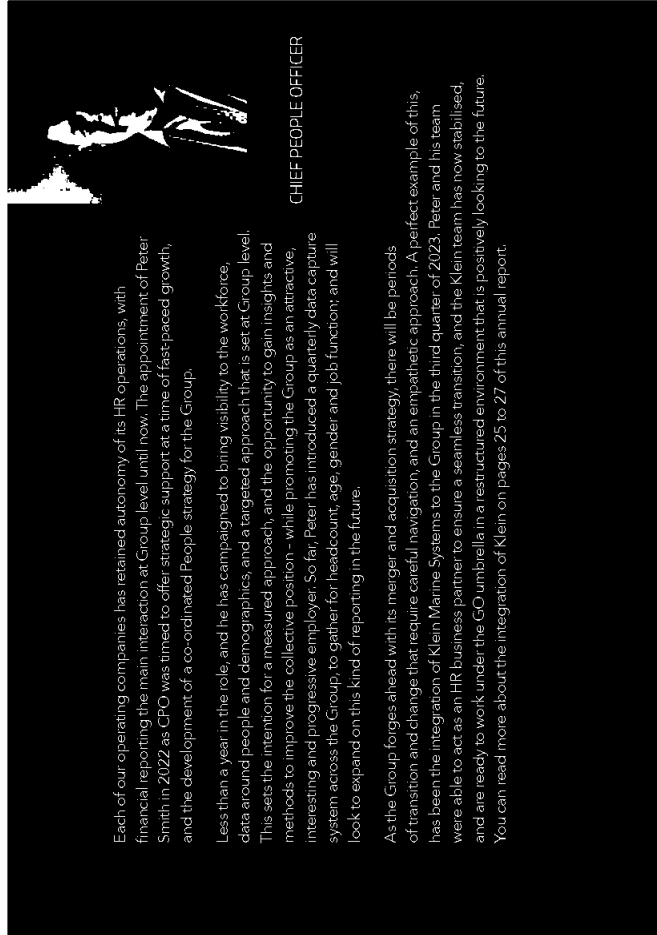 CHIEF PEOPLE OFFICER
Each of our operating companies has retained autonomy of its HR operations, with
financial reporting the main interaction at Group level until now. The appointment of Peter
Smith in 2022 as CPO was timed to offer strategic support at a time of fast-paced growth,
and the development of a co-ordinated People strategy for the Group.
Less than a year in the role, and he has campaigned to bring visibility to the workforce,
data around people and demographics, and a targeted approach that is set at Group level.
This sets the intention for a measured approach, and the opportunity to gain insights and
methods to improve the collective position – while promoting the Group as an attractive,
interesting and progressive employer. So far, Peter has introduced a quarterly data capture
system across the Group, to gather for headcount, age, gender and job function; and will
look to expand on this kind of reporting in the future.
As the Group forges ahead with its merger and acquisition strategy, there will be periods
of transition and change that require careful navigation, and an empathetic approach. A perfect example of this,
has been the integration of Klein Marine Systems to the Group in the third quarter of 2023. Peter and his team
were able to act as an HR business partner to ensure a seamless transition, and the Klein team has now stabilised,
and are ready to work under the GO umbrella in a restructured environment that is positively looking to the future.
You can read more about the integration of Klein on pages 25 to 27 of this annual report.